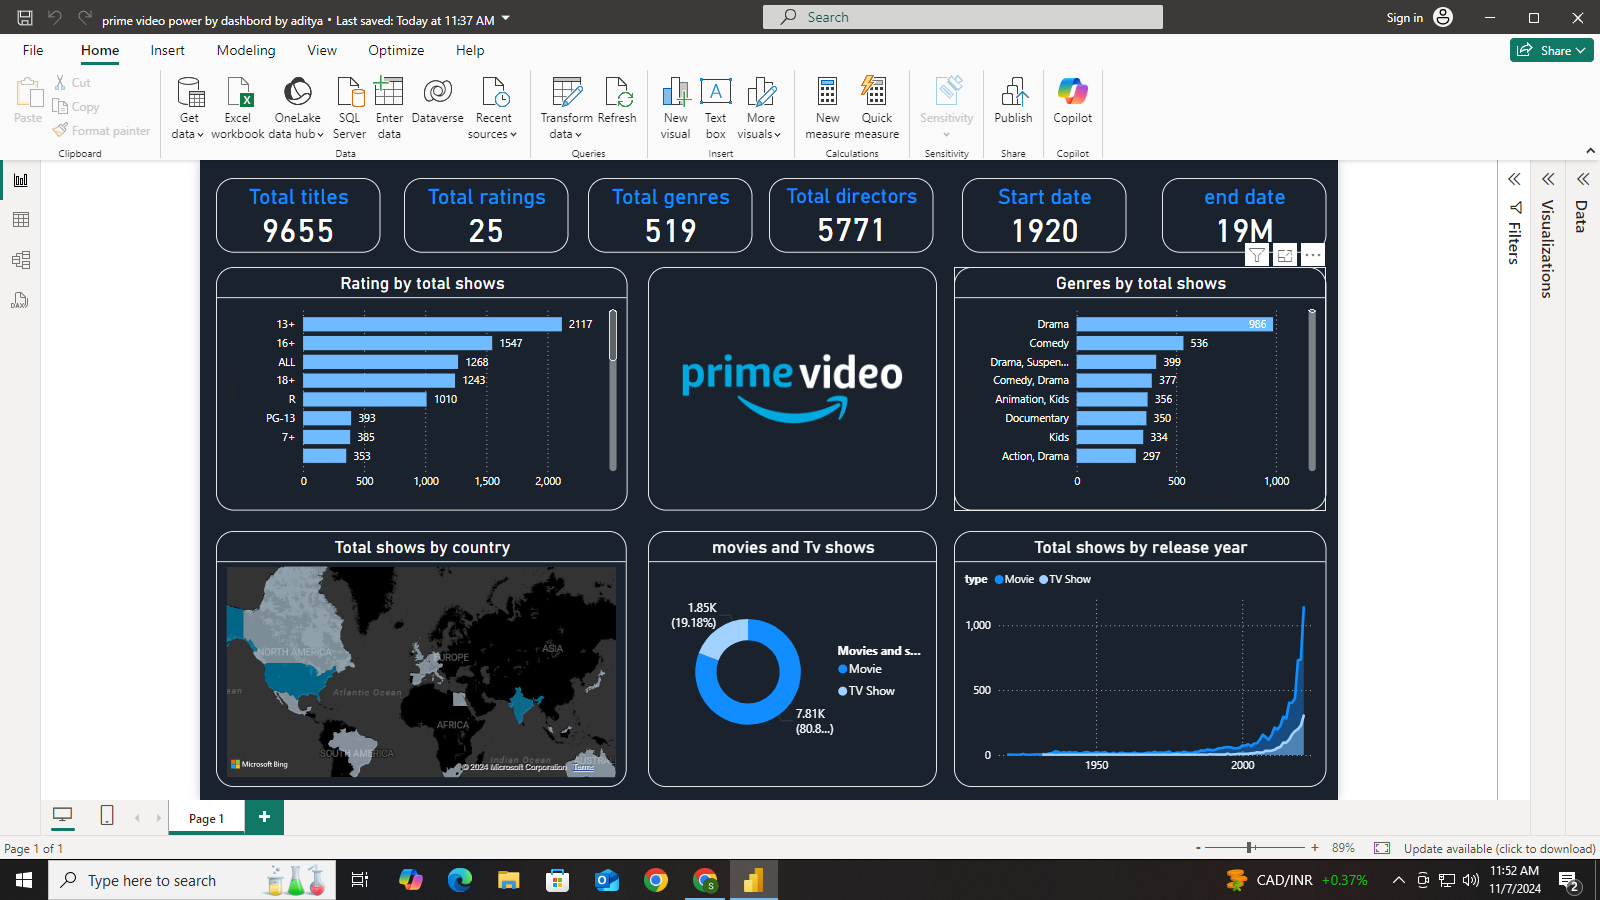 prime video power by dashbord by aditya • Last saved: Today at 11:37 AM
Search
Sign in
File Home Insert Modeling View Optimize Help
Share
Paste
Cut
Copy
Format painter
Clipboard
Get data
Excel workbook
OneLake data hub
SQL Server
Enter data
Dataverse
Recent sources
Data
Transform data
Refresh
Queries
New visual
Text box
More visuals
Insert
New measure
Quick measure
Calculations
Sensitivity
Sensitivity
Publish
Share
Copilot
Copilot
DAX
Total titles
9655
Total ratings
25
Total genres
519
Total directors
5771
Start date
1920
end date
19M
Filters
Visualizations
Data
Rating by total shows
13+ 2117
16+ 1547
ALL 1268
18+ 1243
R 1010
PG-13 393
7+ 385
353
0 500 1,000 1,500 2,000
prime video
Genres by total shows
Drama 986
Comedy 536
Drama, Suspen... 399
Comedy, Drama 377
Animation, Kids 356
Documentary 350
Kids 334
Action, Drama 297
0 500 1,000
Total shows by country
NORTH AMERICA
EUROPE
ASIA
Atlantic Ocean
ean
AFRICA
SOUTH AMERICA
Indian Ocean
AUSTRA
Microsoft Bing
© 2024 Microsoft Corporation Terms
movies and Tv shows
1.85K
(19.18%)
7.81K
(80.8...)
Movies and s...
Movie
TV Show
Total shows by release year
type Movie TV Show
1,000
500
0
1950 2000
Page 1
Page 1 of 1
- + 89%
Update available (click to download)
Type here to search
S
CAD/INR +0.37%
11:52 AM
11/7/2024
2